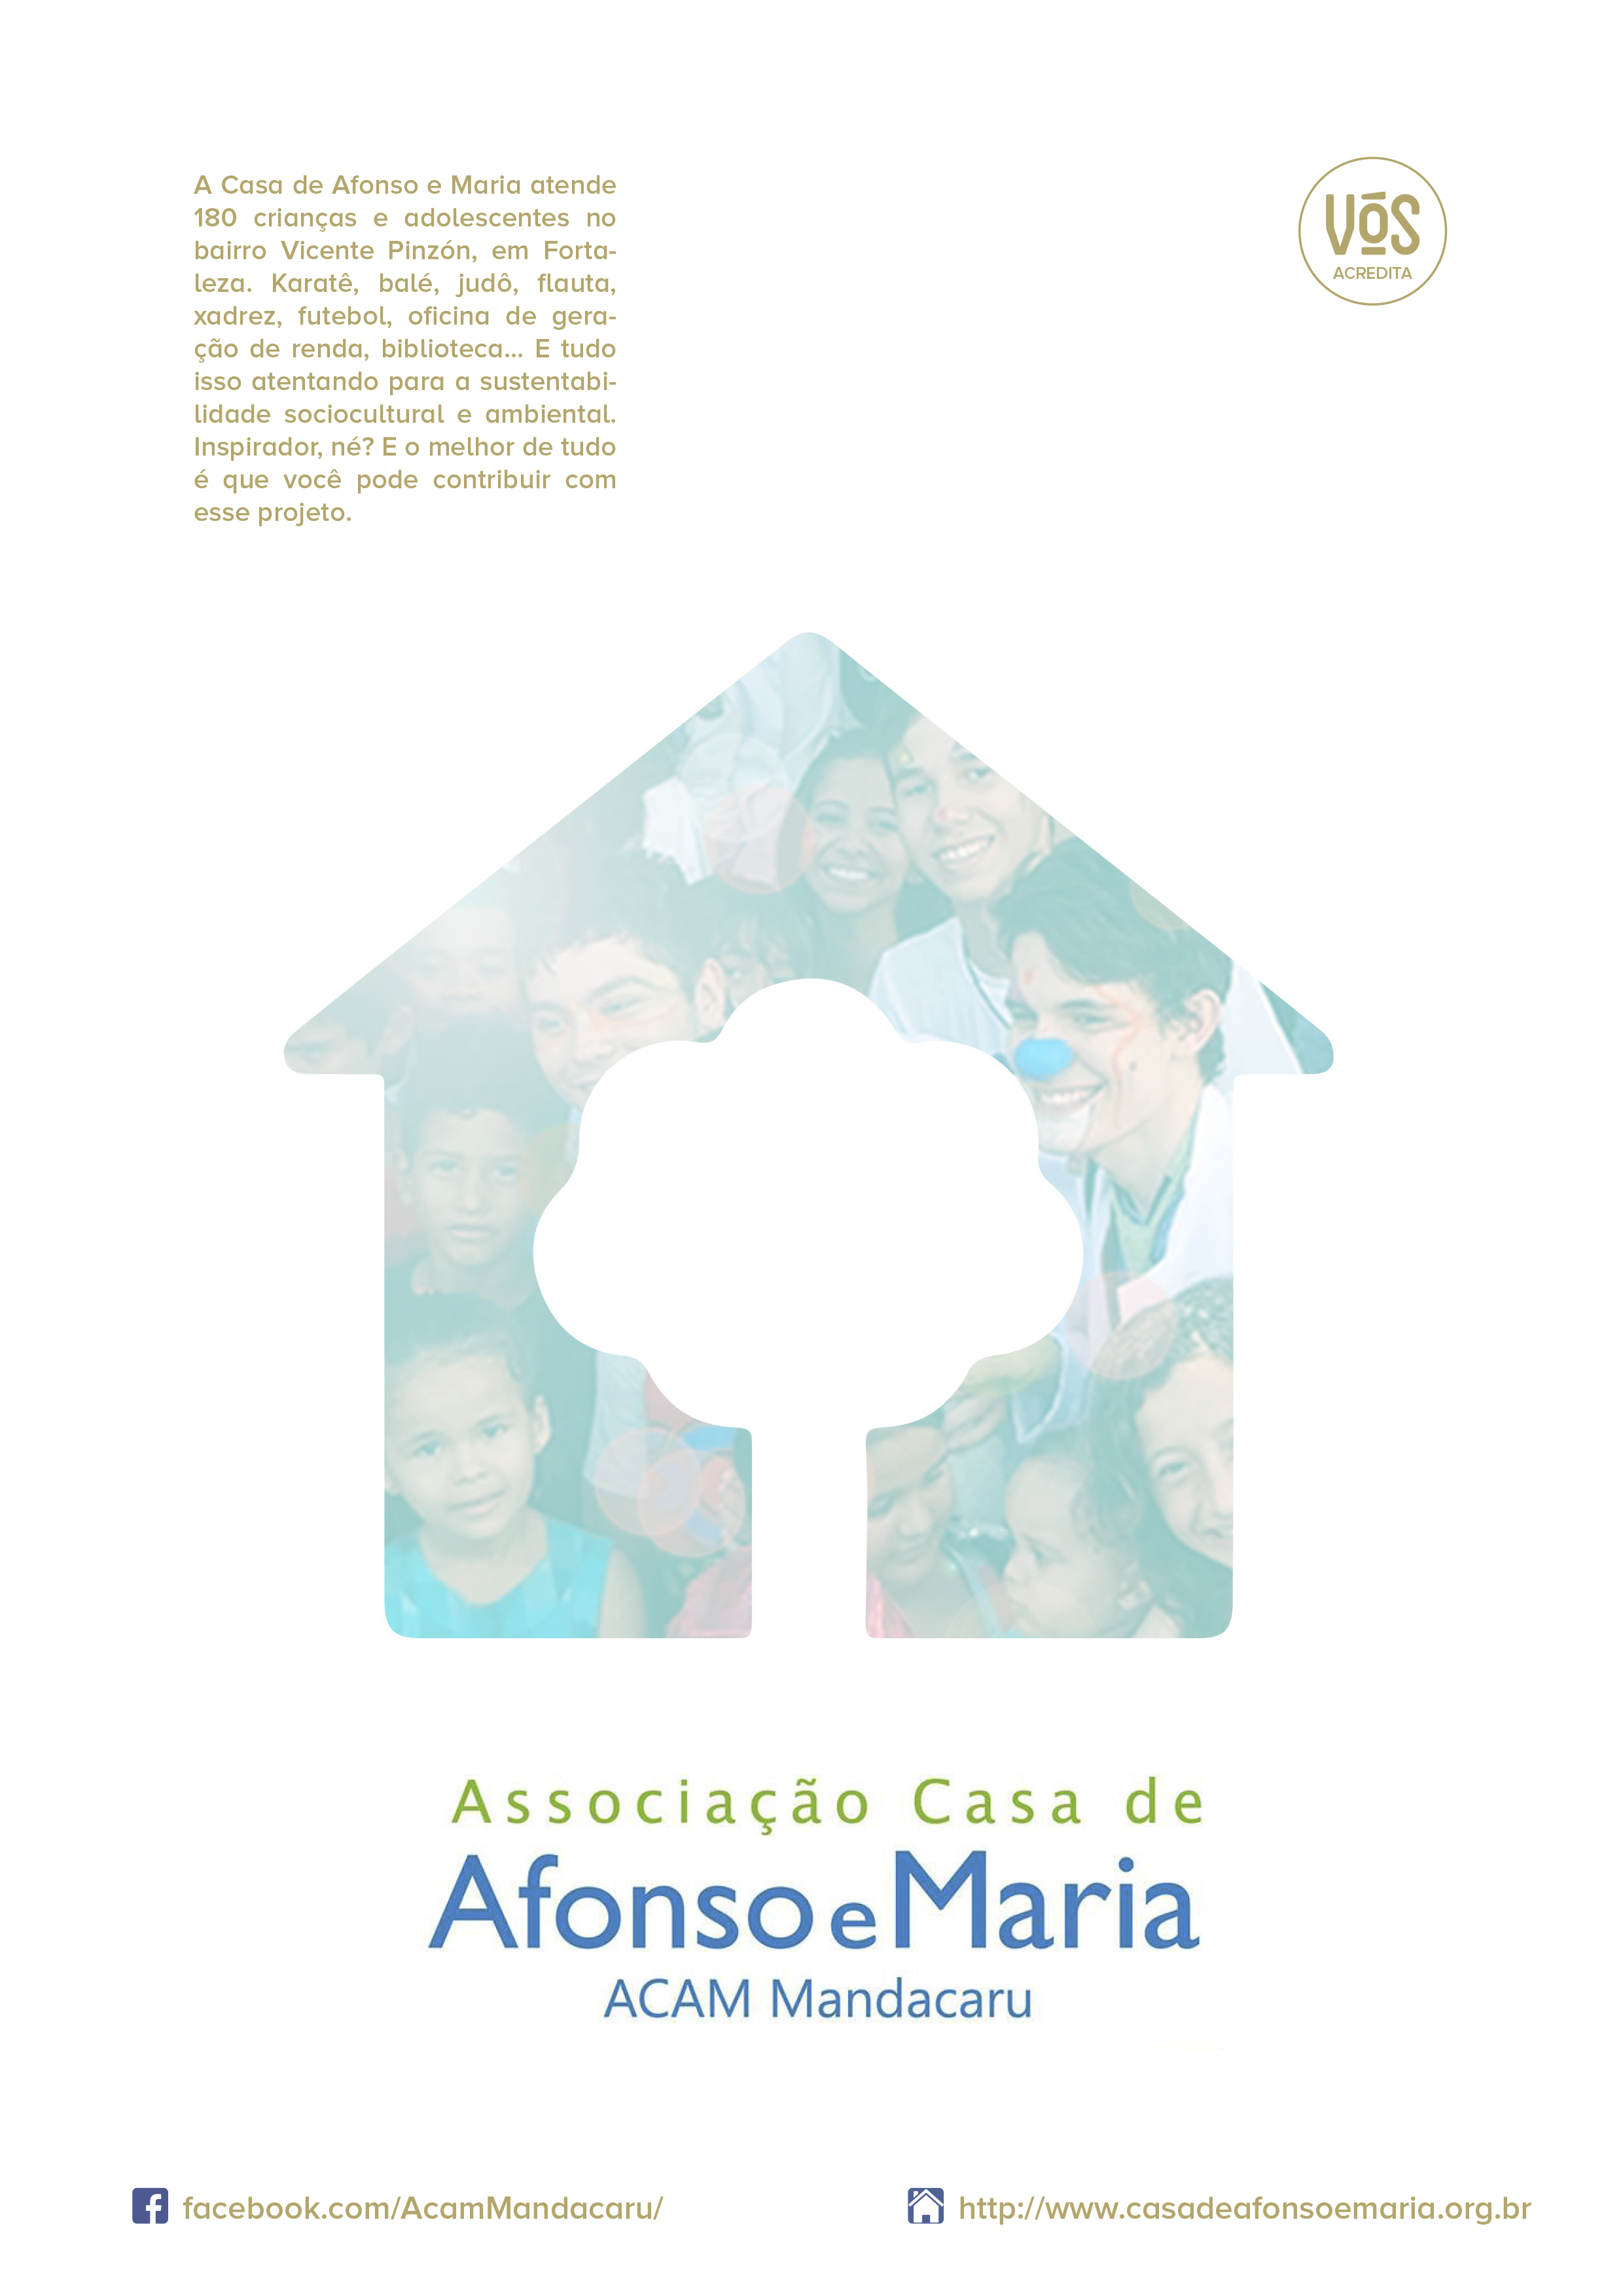 A Casa de Afonso e Maria atende
180 crianças e adolescentes no
bairro Vicente Pinzón, em Forta-
leza. Karatê, balé, judô, flauta,
xadrez, futebol, oficina de gera-
ção de renda, biblioteca... E tudo
isso atentando para a sustentabi-
lidade sociocultural e ambiental.
Inspirador, né? E o melhor de tudo
é que você pode contribuir com
esse projeto.
VóS
ACREDITA
Associação Casa de
Afonso e Maria
ACAM Mandacaru
facebook.com/AcamMandacaru/
http://www.casadeafonsoemaria.org.br